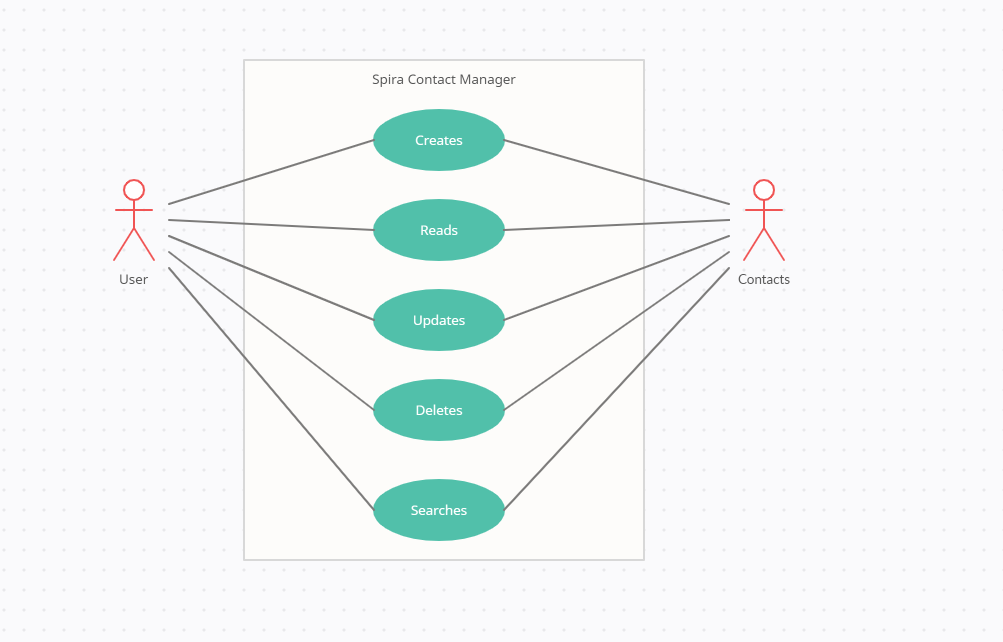 Spira Contact Manager
Creates
Reads
User
Contacts
Updates
Deletes
Searches